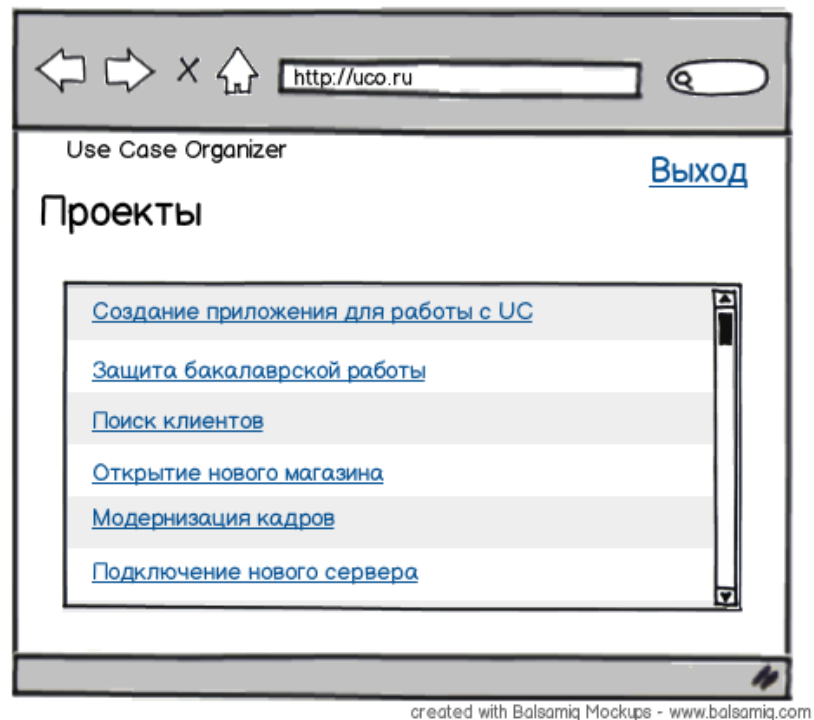 http://uco.ru
Use Case Organizer
Выход
Проекты
Создание приложения для работы с UC
Защита бакалаврской работы
Поиск клиентов
Открытие нового магазина
Модернизация кадров
Подключение нового сервера
created with Balsamiq Mockups - www.balsamiq.com